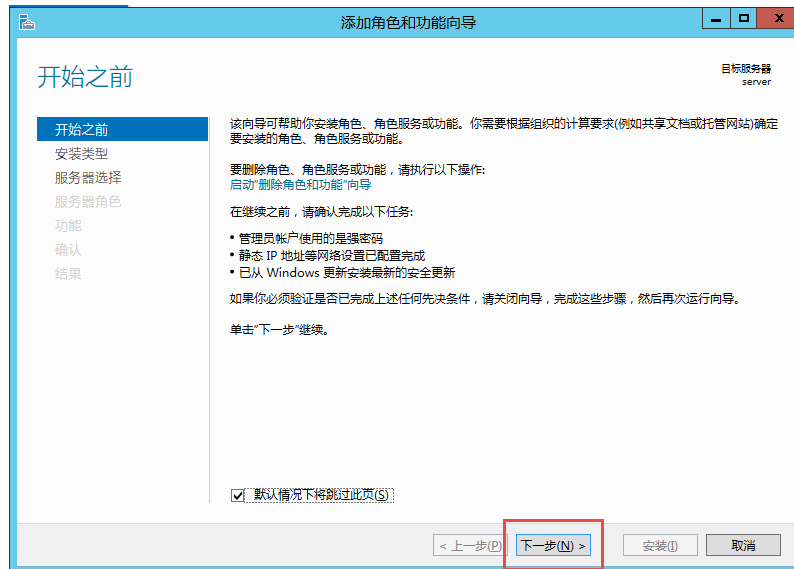 添加角色和功能向导
开始之前
目标服务器
server
开始之前
安装类型
服务器选择
服务器角色
功能
确认
结果
该向导可帮助你安装角色、角色服务或功能。你需要根据组织的计算要求(例如共享文档或托管网站)确定
要安装的角色、角色服务或功能。
要删除角色、角色服务或功能，请执行以下操作:
启动“删除角色和功能”向导
在继续之前，请确认完成以下任务:
• 管理员帐户使用的是强密码
• 静态 IP 地址等网络设置已配置完成
• 已从 Windows 更新安装最新的安全更新
如果你必须验证是否已完成上述任何先决条件，请关闭向导，完成这些步骤，然后再次运行向导。
单击“下一步”继续。
默认情况下将跳过此页(S)
< 上一步(P)
下一步(N) >
安装(I)
取消